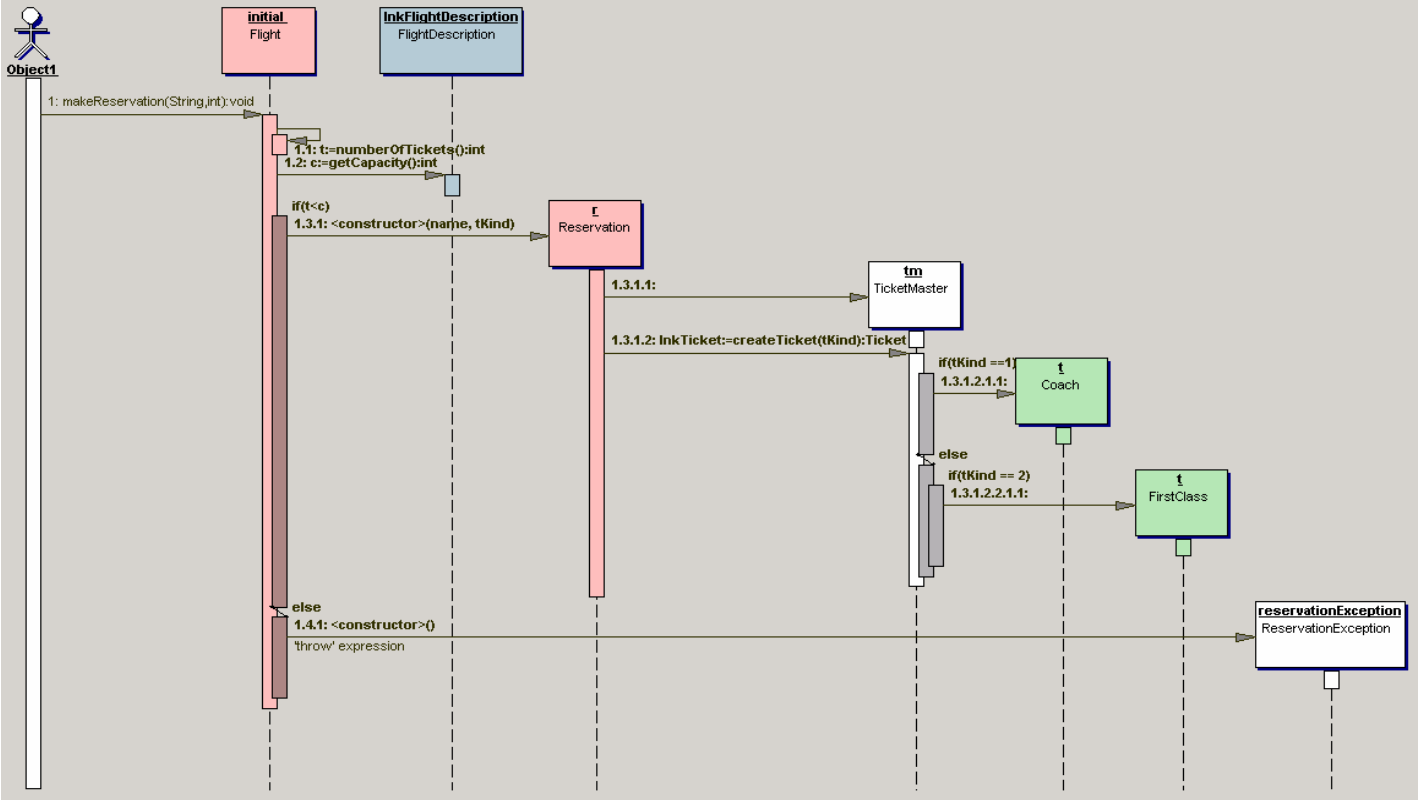 initial
Flight
lnkFlightDescription
FlightDescription
Object1
1: makeReservation(String,int):void
1.1: t:=numberOfTickets():int
1.2: c:=getCapacity():int
if(t<c)
1.3.1: <constructor>(name, tKind)
r
Reservation
1.3.1.1:
tm
TicketMaster
1.3.1.2: lnkTicket:=createTicket(tKind):Ticket
if(tKind ==1)
1.3.1.2.1.1:
t
Coach
else
if(tKind == 2)
1.3.1.2.2.1.1:
t
FirstClass
else
1.4.1: <constructor>()
'throw' expression
reservationException
ReservationException